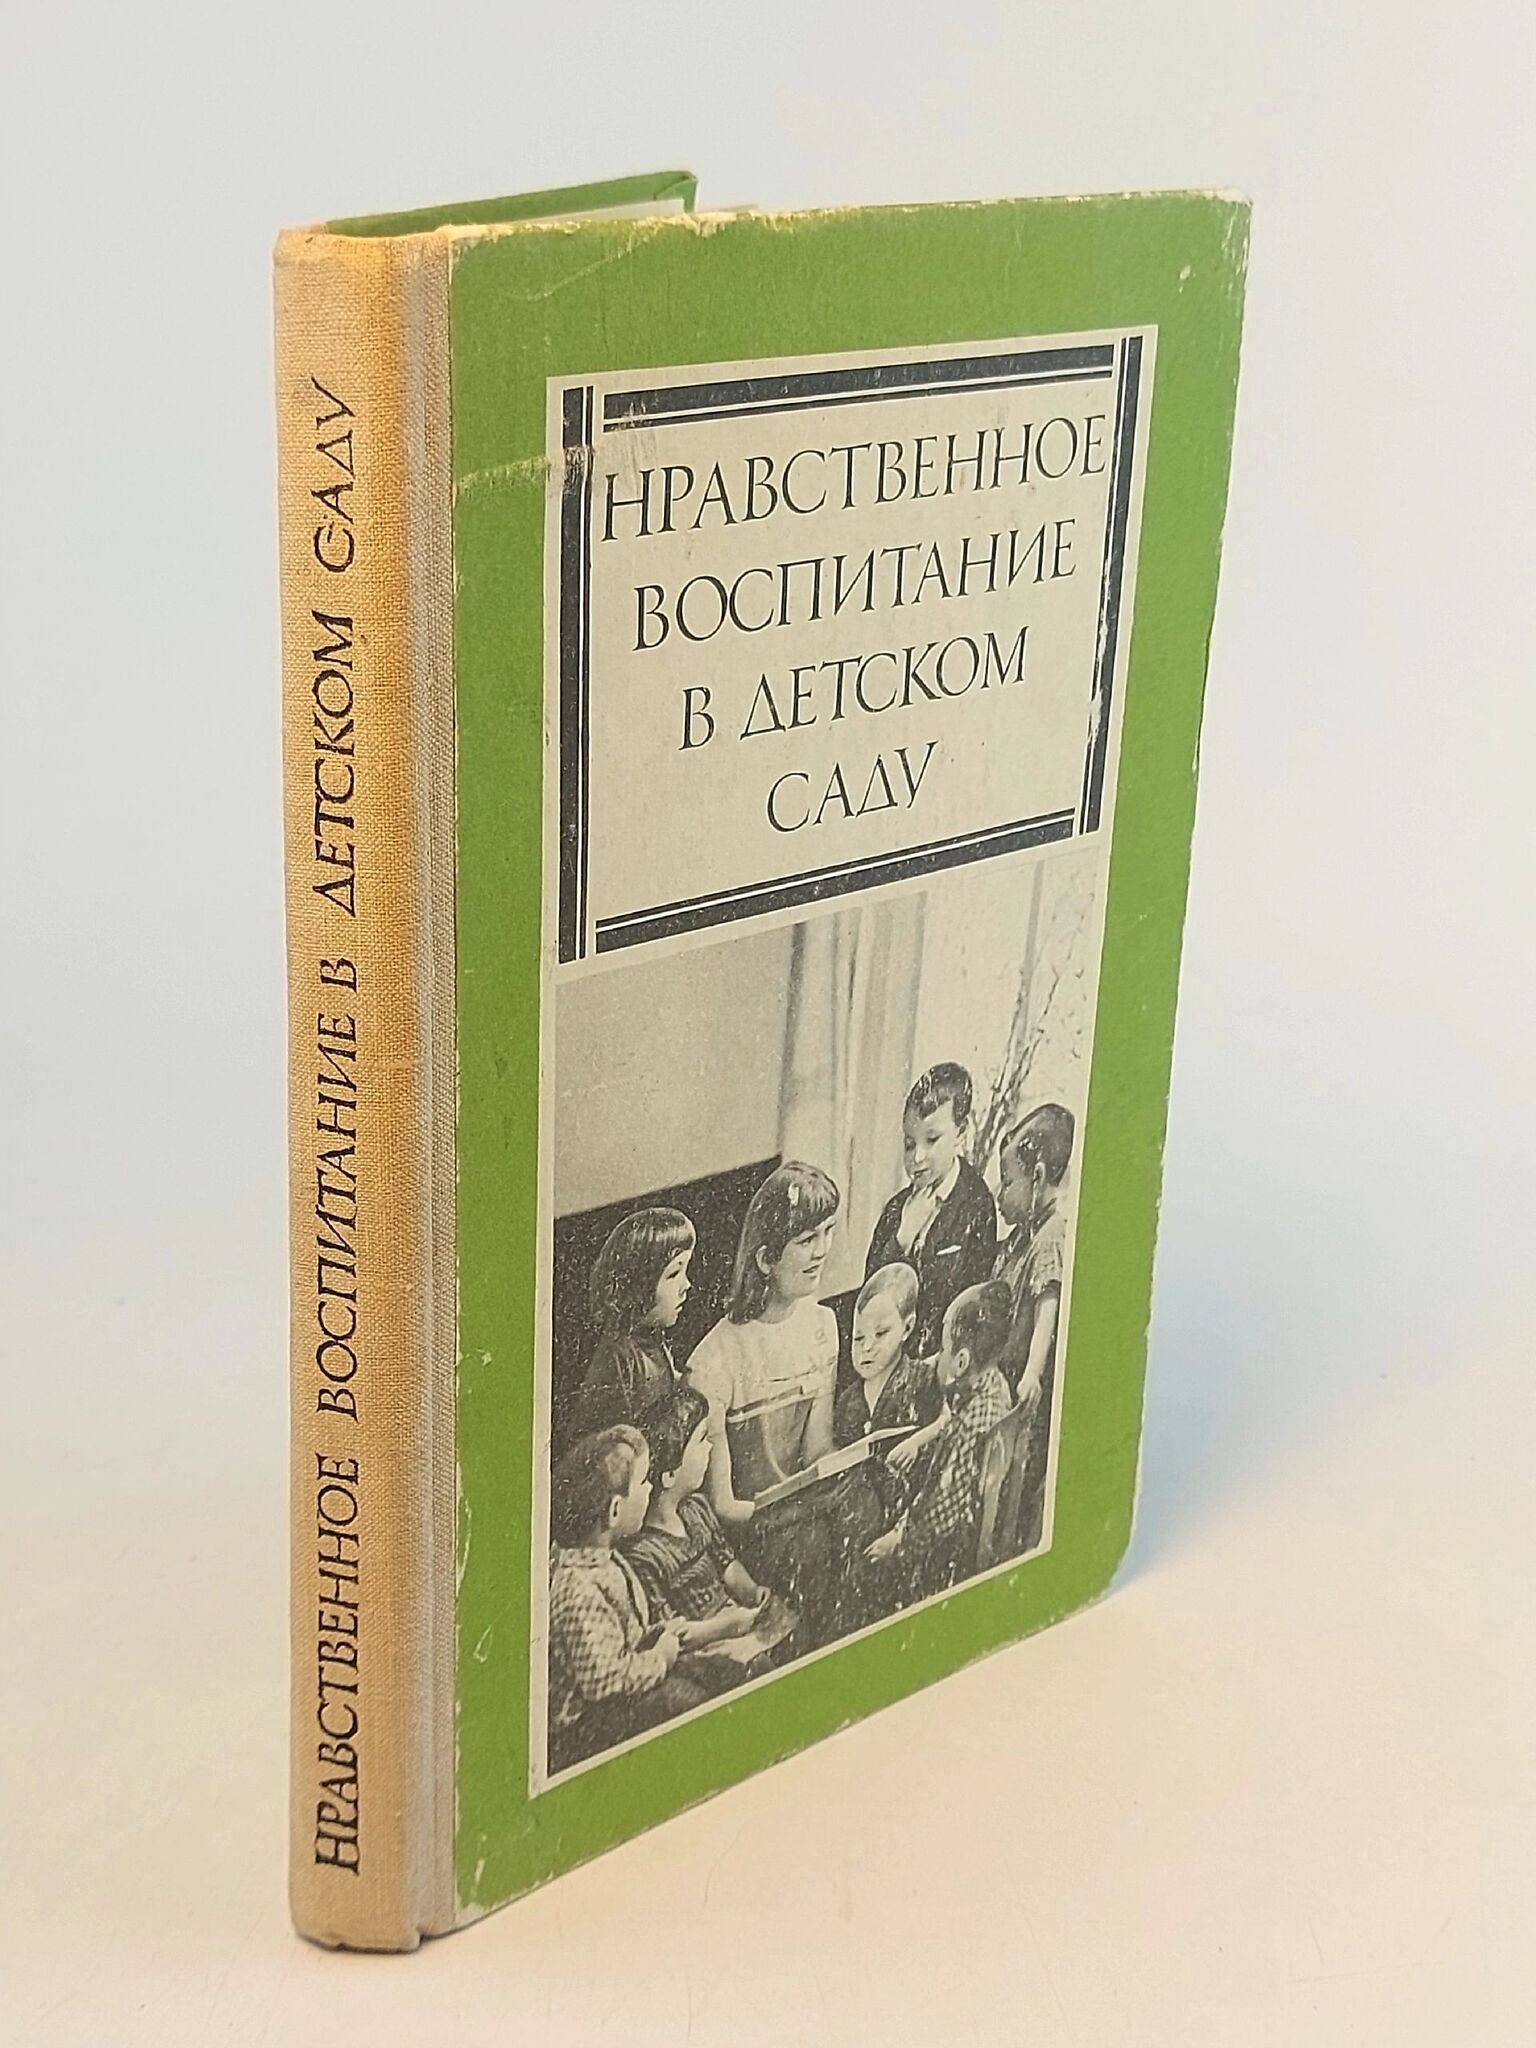 НРАВСТВЕННОЕ ВОСПИТАНИЕ В ДЕТСКОМ САДУ
НРАВСТВЕННОЕ
ВОСПИТАНИЕ
В ДЕТСКОМ
САДУ